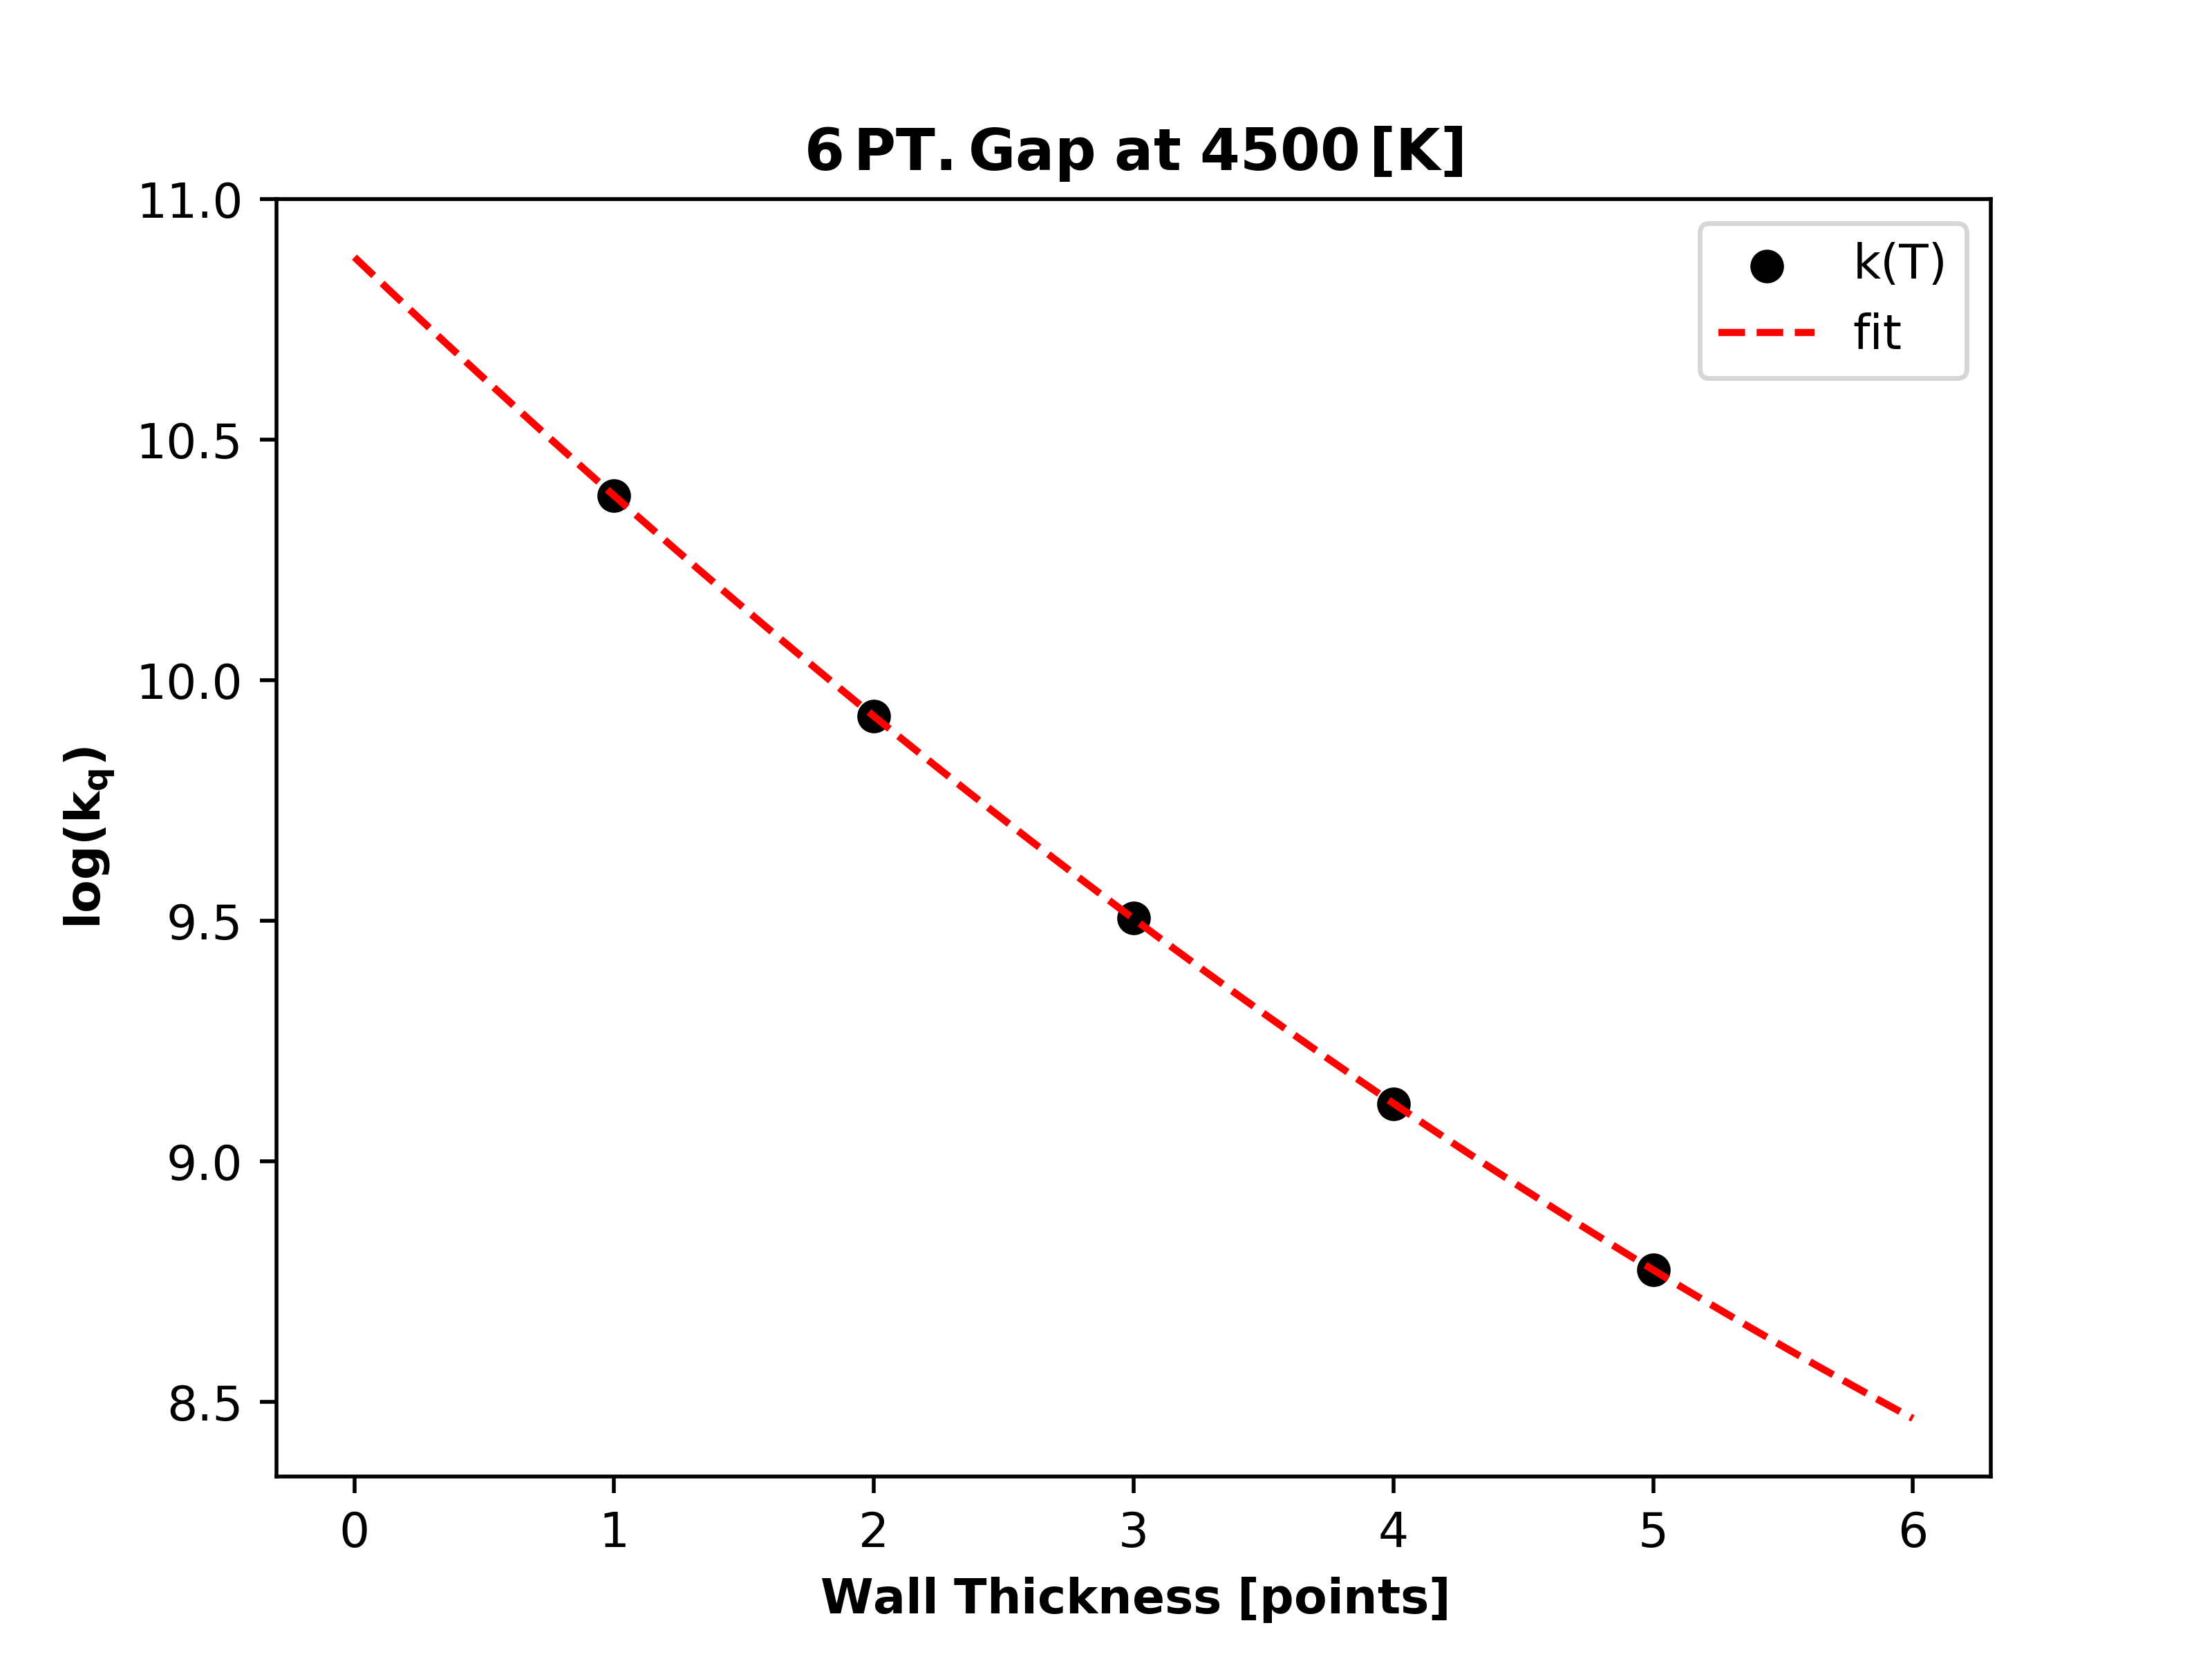 6 PT. Gap at 4500 [K]
11.0
10.5
10.0
9.5
9.0
8.5
log(kq)
k(T)
fit
0 1 2 3 4 5 6
Wall Thickness [points]